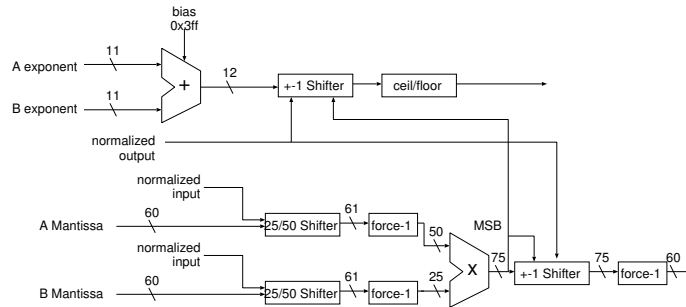 bias
0x3ff
11
A exponent
12
+
+-1 Shifter
ceil/floor
11
B exponent
normalized
output
normalized
input
61
60
A Mantissa
25/50 Shifter
force-1
50
MSB
normalized
input
X
75
+-1 Shifter
75
force-1
60
61
25
60
B Mantissa
25/50 Shifter
force-1